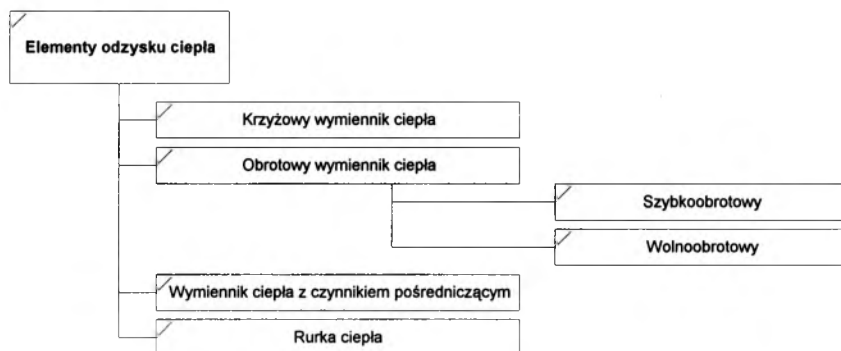 Elementy odzysku ciepła
Krzyżowy wymiennik ciepła
Obrotowy wymiennik ciepła
Szybkoobrotowy
Wolnoobrotowy
Wymiennik ciepła z czynnikiem pośredniczącym
Rurka ciepła